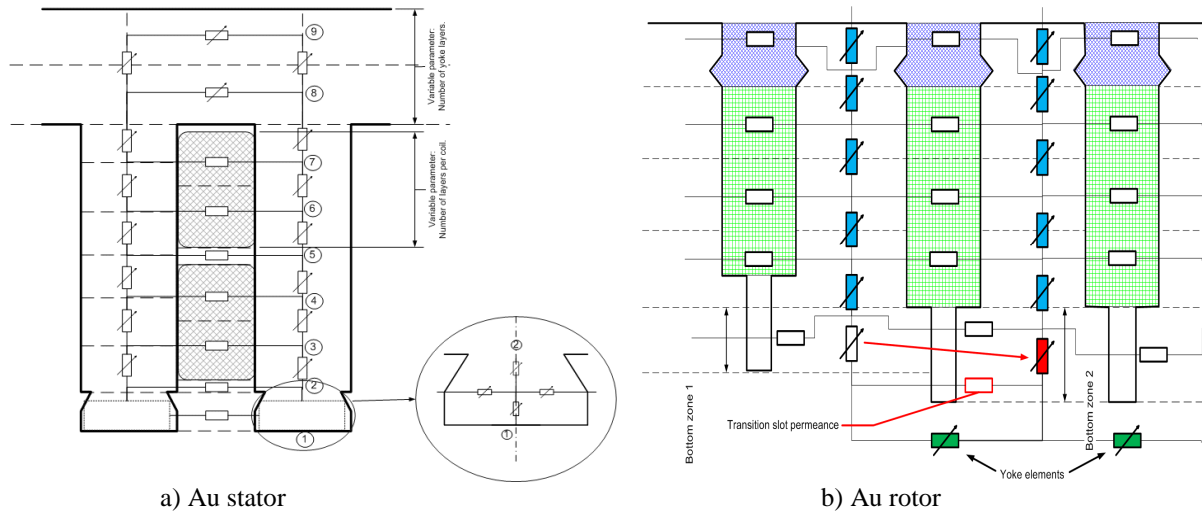 9
8
7
6
5
4
3
2
1
Variable parameter:
Number of yoke layers.
Variable parameter:
Number of layers per coil.
2
1
a) Au stator
Bottom zone 1
Transition slot permeance
Bottom zone 2
Yoke elements
b) Au rotor